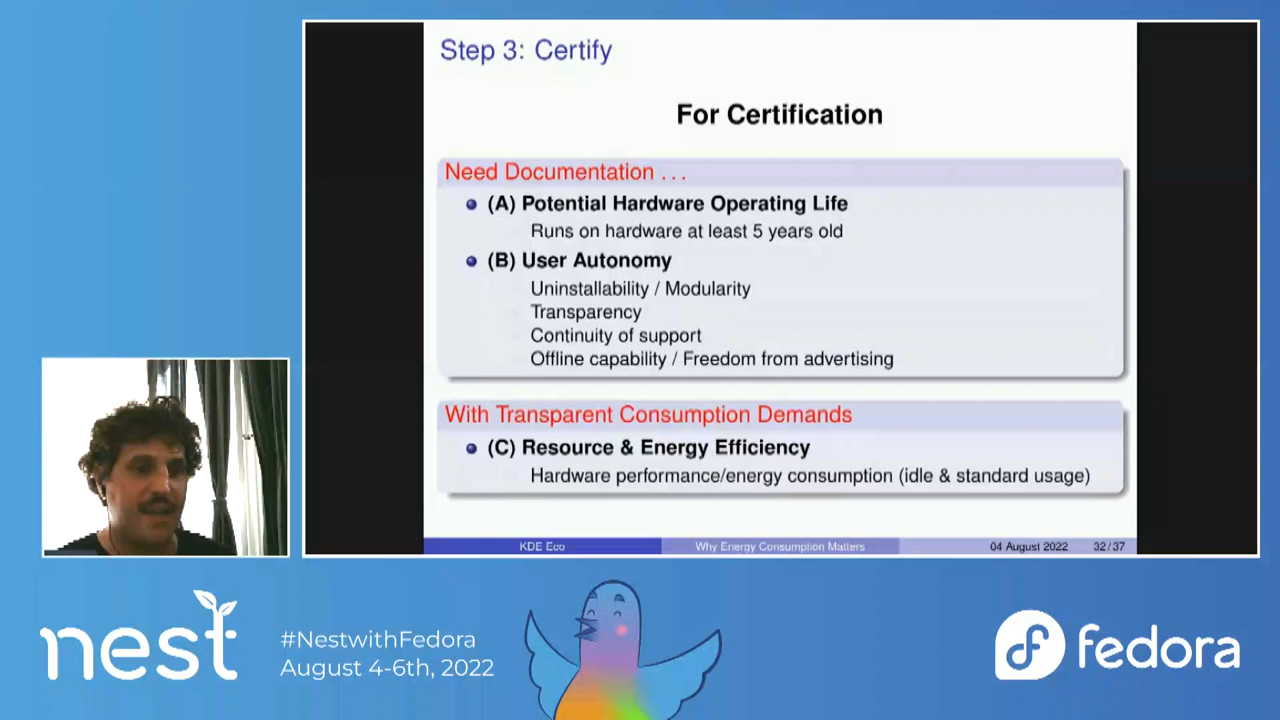 Step 3: Certify
For Certification
Need Documentation . . .
(A) Potential Hardware Operating Life
Runs on hardware at least 5 years old
(B) User Autonomy
Uninstallability / Modularity
Transparency
Continuity of support
Offline capability / Freedom from advertising
With Transparent Consumption Demands
(C) Resource & Energy Efficiency
Hardware performance/energy consumption (idle & standard usage)
KDE Eco
Why Energy Consumption Matters
04 August 2022
32/37
nest
#NestwithFedora
August 4-6th, 2022
fedora